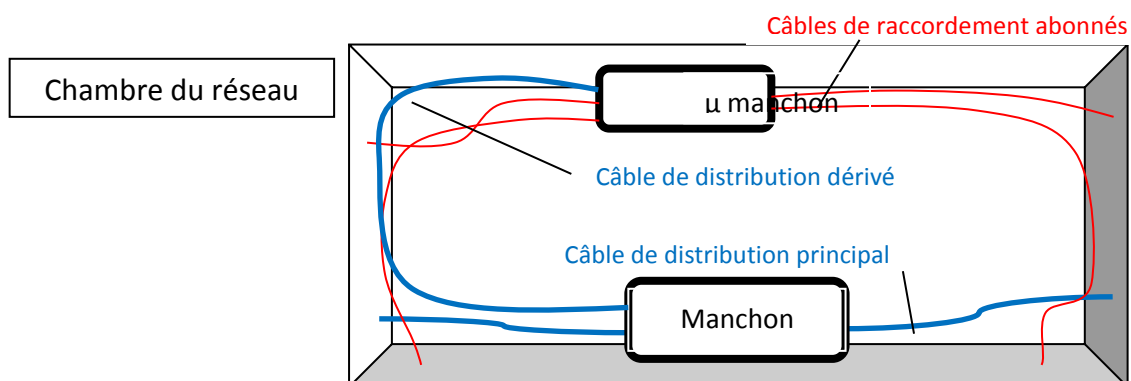 Câbles de raccordement abonnés
Chambre du réseau
µ manchon
Câble de distribution dérivé
Câble de distribution principal
Manchon